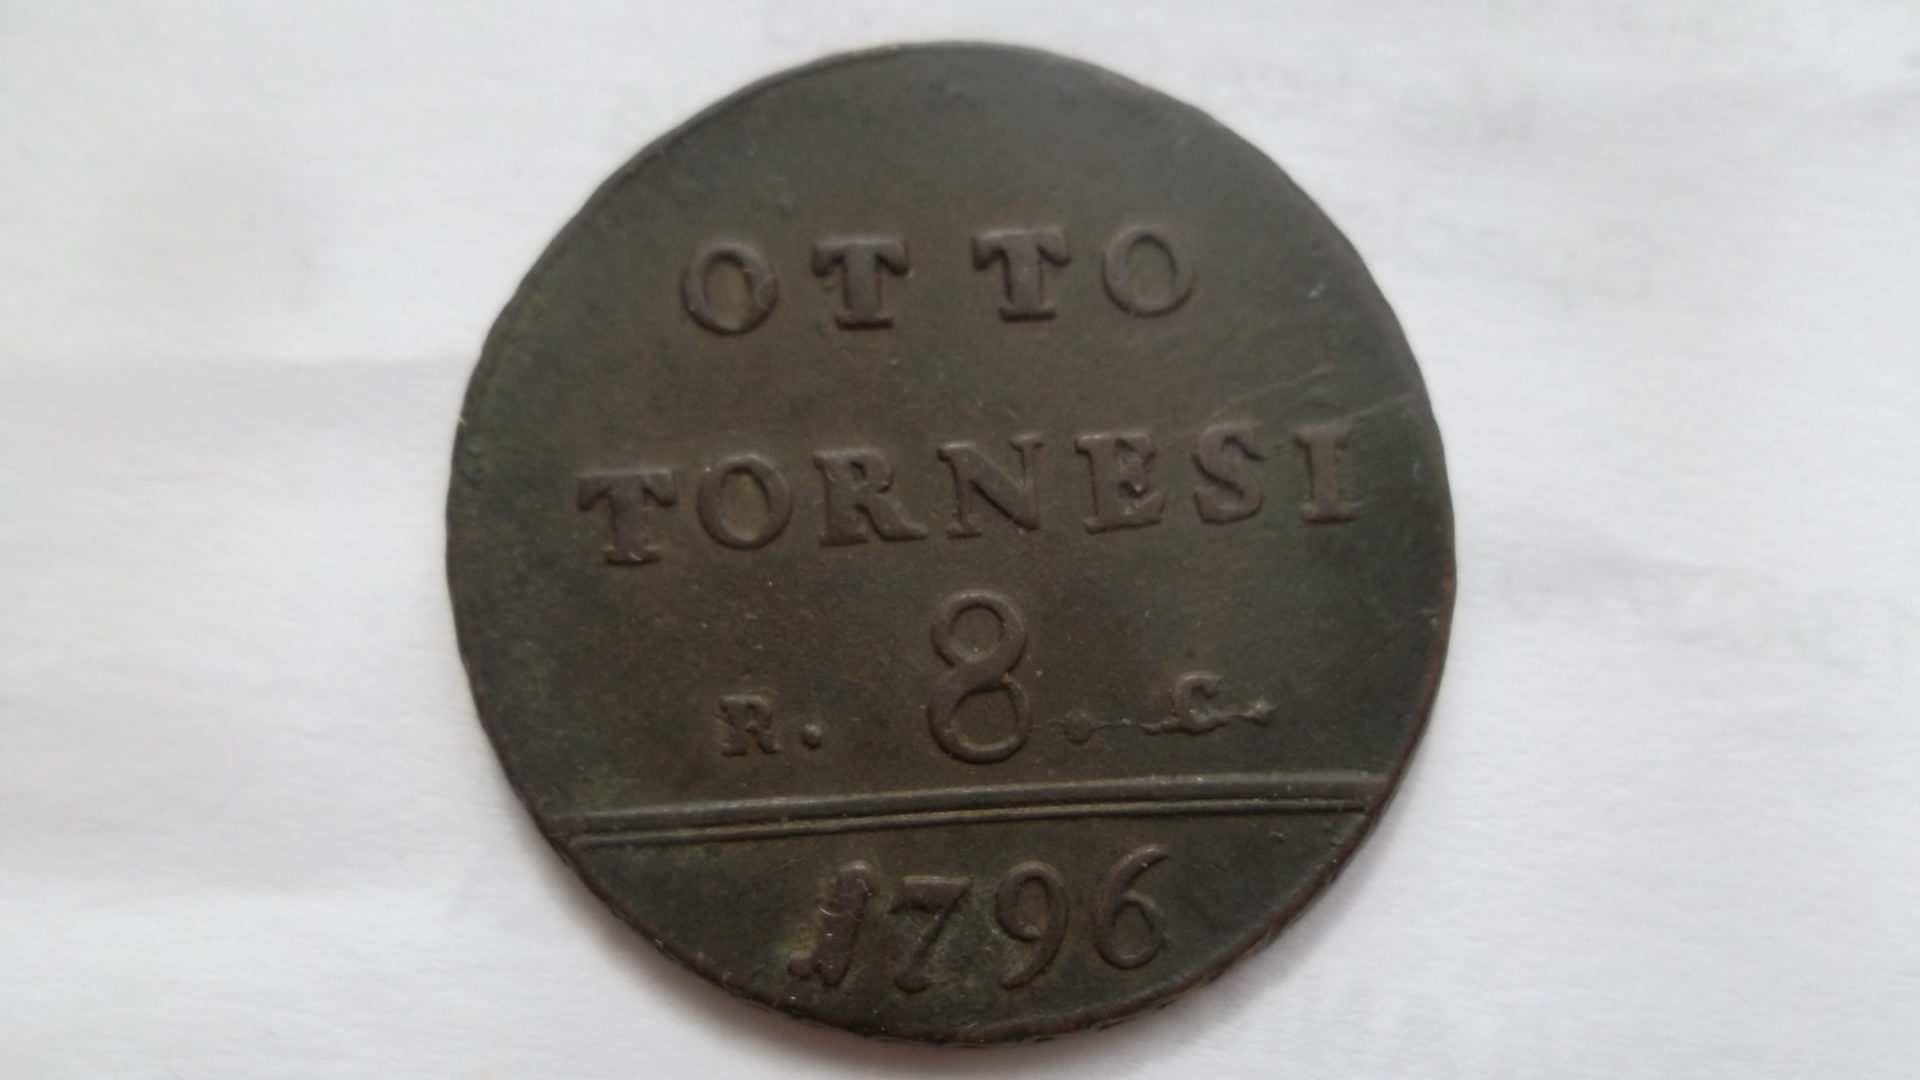 OTTO
TORNESI
8
R. C.
1796